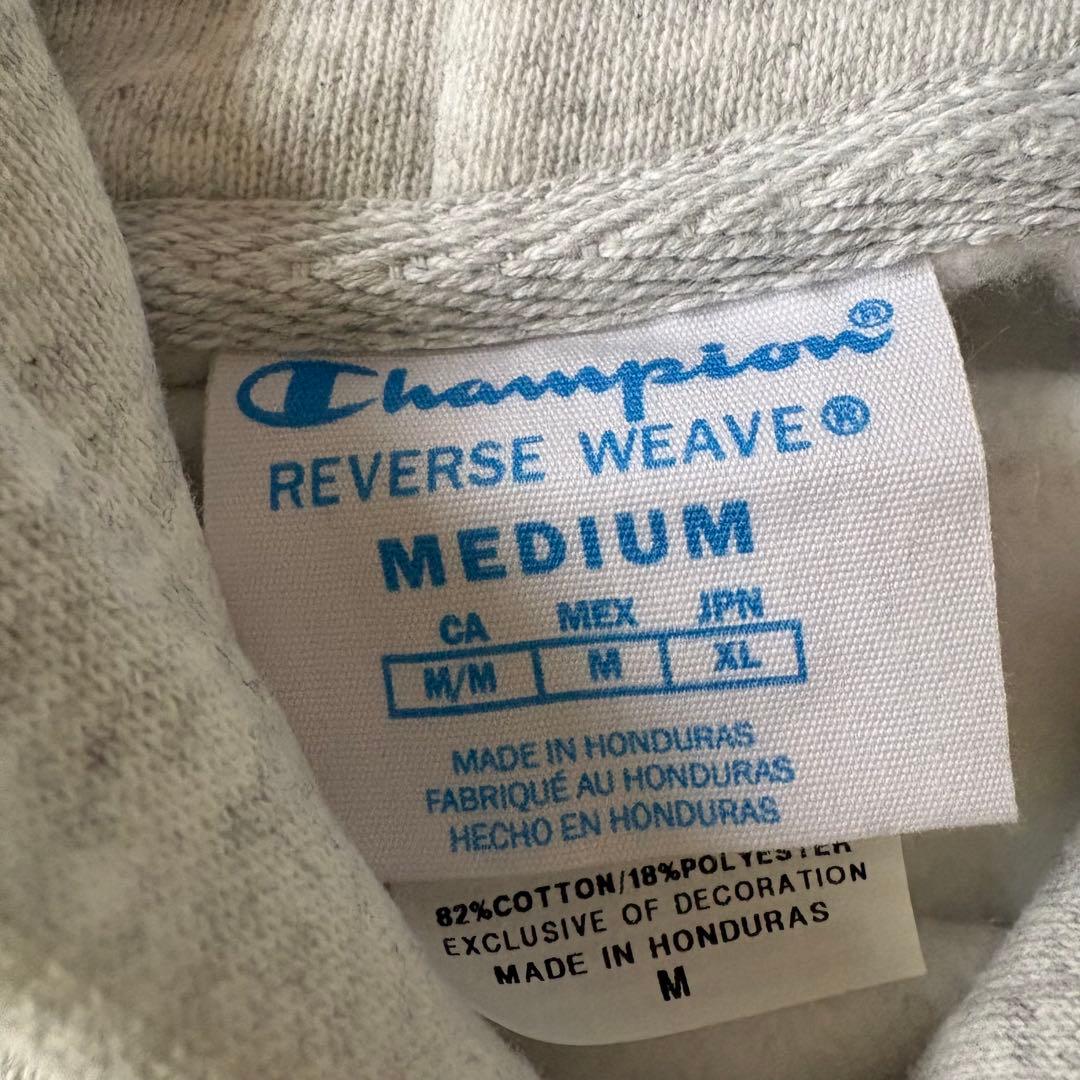 Champion®
REVERSE WEAVE®
MEDIUM
CA MEX JPN
M/M M XL
MADE IN HONDURAS
FABRIQUÉ AU HONDURAS
HECHO EN HONDURAS
82%COTTON/18%POLYESTER
EXCLUSIVE OF DECORATION
MADE IN HONDURAS
M